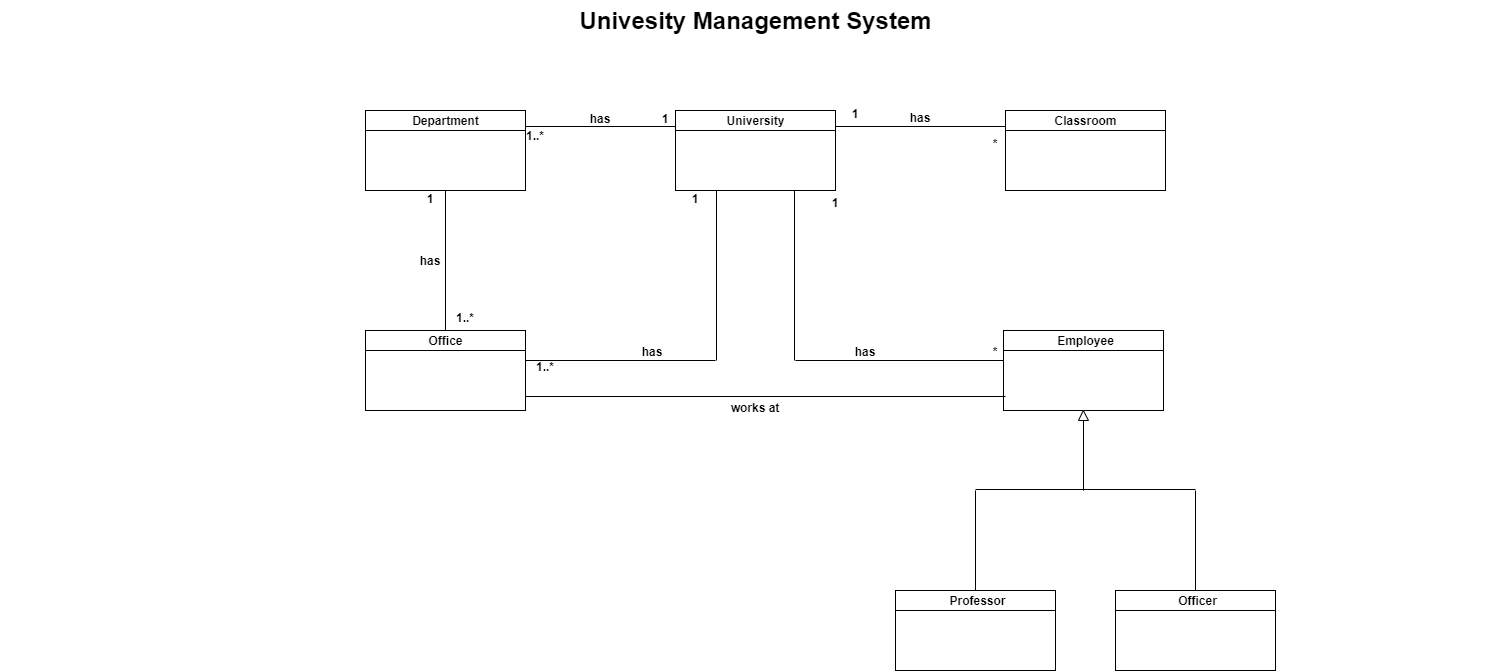 Univesity Management System
Department
has
1
University
1
has
Classroom
1..*
*
1
1
1
has
1..*
Office
has
1..*
has
*
Employee
works at
Professor
Officer